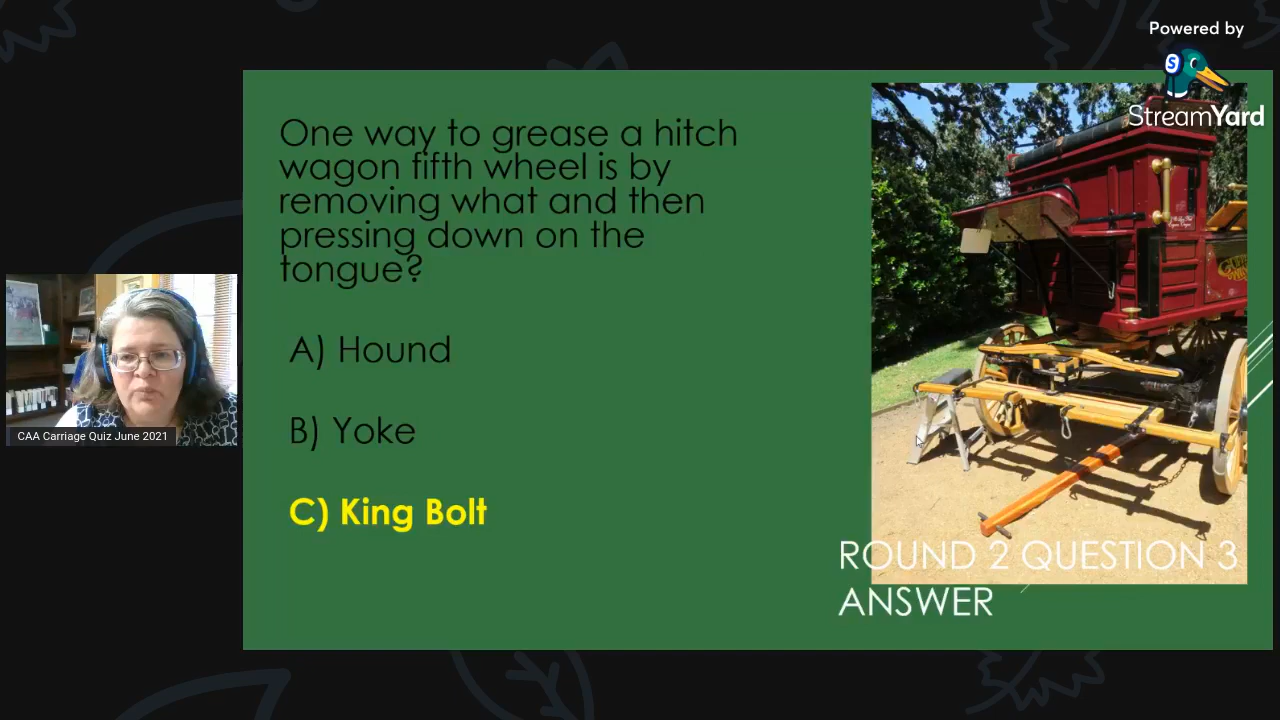 Powered by
StreamYard
One way to grease a hitch
wagon fifth wheel is by
removing what and then
pressing down on the
tongue?
A) Hound
B) Yoke
C) King Bolt
CAA Carriage Quiz June 2021
ROUND 2 QUESTION 3
ANSWER